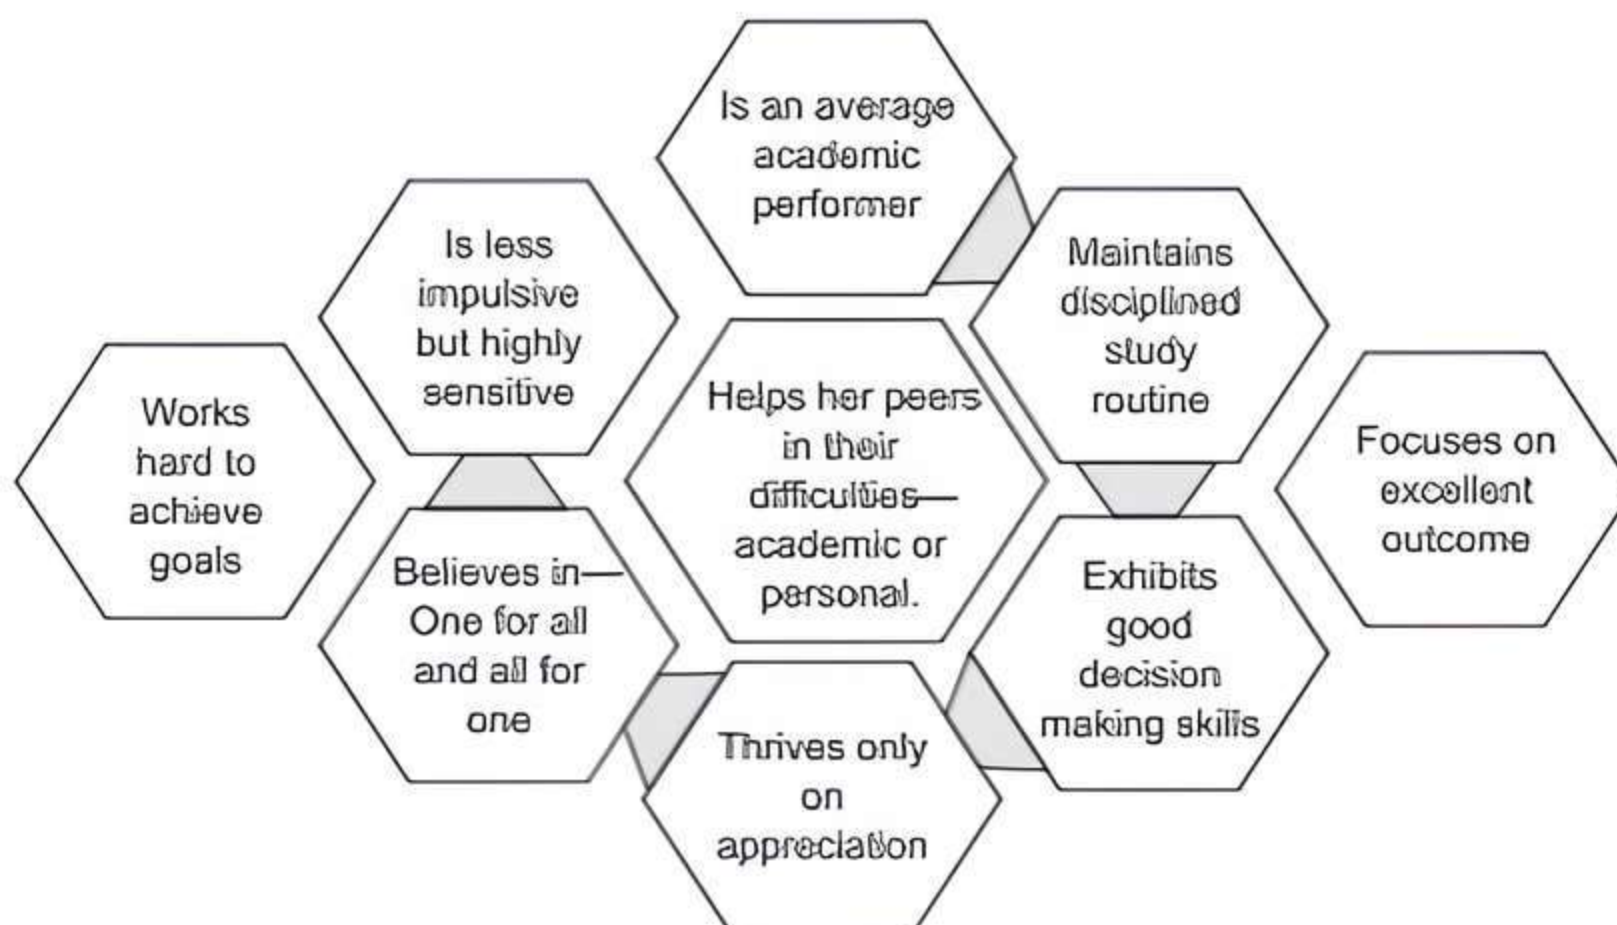 Is an average
academic
performer
Is less
impulsive
but highly
sensitive
Maintains
disciplined
study
routine
Works
hard to
achieve
goals
Helps her peers
in their
difficulties—
academic or
personal.
Focuses on
excellent
outcome
Believes in—
One for all
and all for
one
Exhibits
good
decision
making skills
Thrives only
on
appreciation